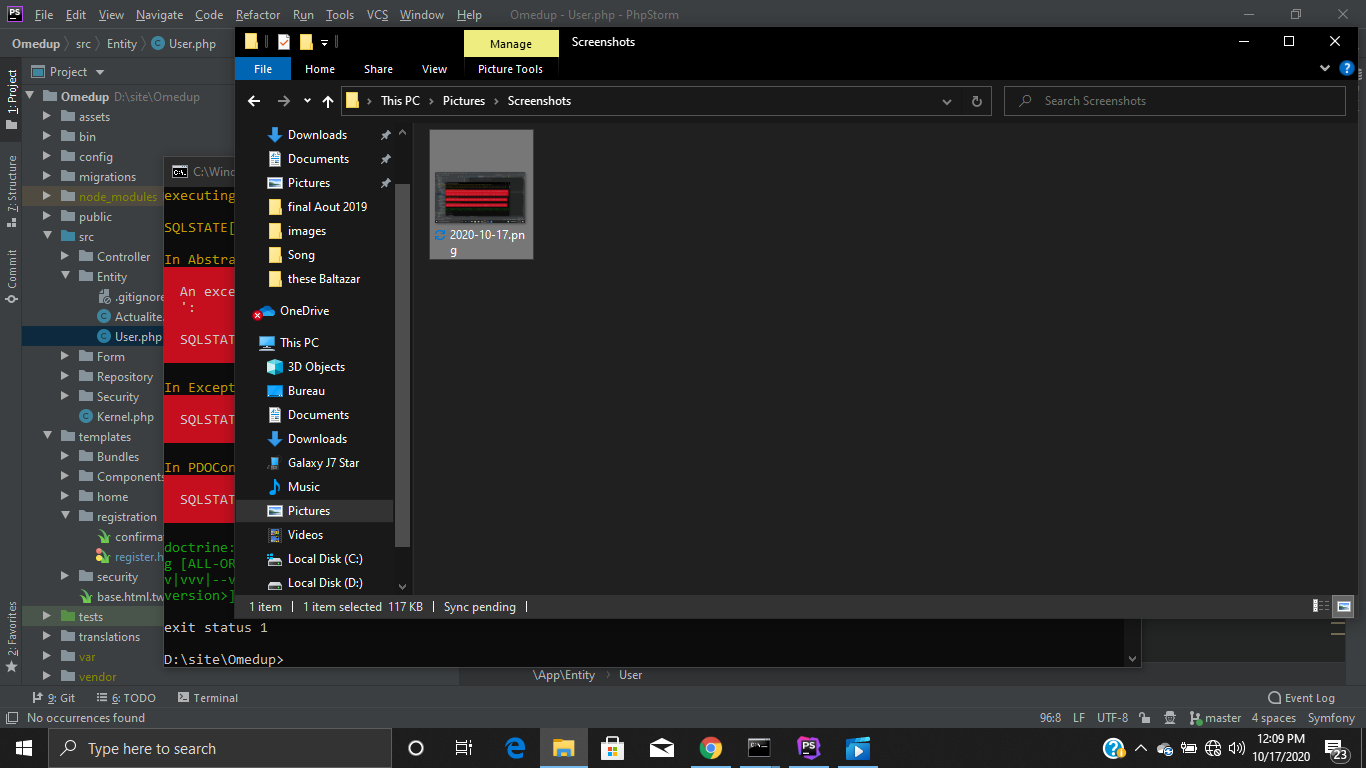 File Edit View Navigate Code Refactor Run Tools VCS Window Help Omedup - User.php - PhpStorm
Omedup src Entity User.php
1: Project
7: Structure
Commit
2: Favorites
Project
Omedup D:\site\Omedup
assets
bin
config
migrations
node_modules
public
src
Controller
Entity
.gitignore
Actualite.
User.php
Form
Repository
Security
Kernel.php
templates
Bundles
Components
home
registration
confirma
register.h
security
base.html.tw
tests
translations
var
vendor
C:\Wind
executing
SQLSTATE[
In Abstra
An exce
':
SQLSTAT
In Except
SQLSTAT
In PDOCon
SQLSTAT
doctrine:
g [ALL-OR
v|vvv|--v
version>]
exit status 1
D:\site\Omedup>
Manage Screenshots
File Home Share View Picture Tools
This PC Pictures Screenshots
Search Screenshots
Downloads
Documents
Pictures
final Aout 2019
images
Song
these Baltazar
OneDrive
This PC
3D Objects
Bureau
Documents
Downloads
Galaxy J7 Star
Music
Pictures
Videos
Local Disk (C:)
Local Disk (D:)
2020-10-17.pn
g
1 item 1 item selected 117 KB Sync pending
\App\Entity User
9: Git 6: TODO Terminal Event Log
No occurrences found 96:8 LF UTF-8 master 4 spaces Symfony
Type here to search
12:09 PM
10/17/2020
23